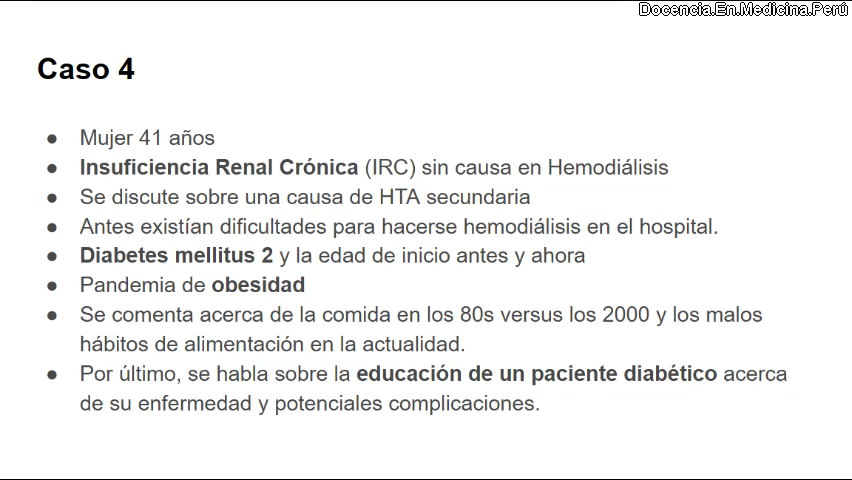 Docencia.En.Medicina.Perú
Caso 4
● Mujer 41 años
● Insuficiencia Renal Crónica (IRC) sin causa en Hemodiálisis
● Se discute sobre una causa de HTA secundaria
● Antes existían dificultades para hacerse hemodiálisis en el hospital.
● Diabetes mellitus 2 y la edad de inicio antes y ahora
● Pandemia de obesidad
● Se comenta acerca de la comida en los 80s versus los 2000 y los malos
hábitos de alimentación en la actualidad.
● Por último, se habla sobre la educación de un paciente diabético acerca
de su enfermedad y potenciales complicaciones.